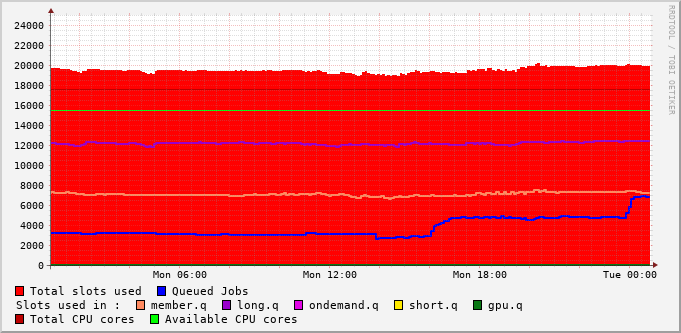 RRDTOOL / TOBI OETIKER
24000
22000
20000
18000
16000
14000
12000
10000
8000
6000
4000
2000
0
Mon 06:00 Mon 12:00 Mon 18:00 Tue 00:00
Total slots used Queued Jobs
Slots used in : member.q long.q ondemand.q short.q gpu.q
Total CPU cores Available CPU cores